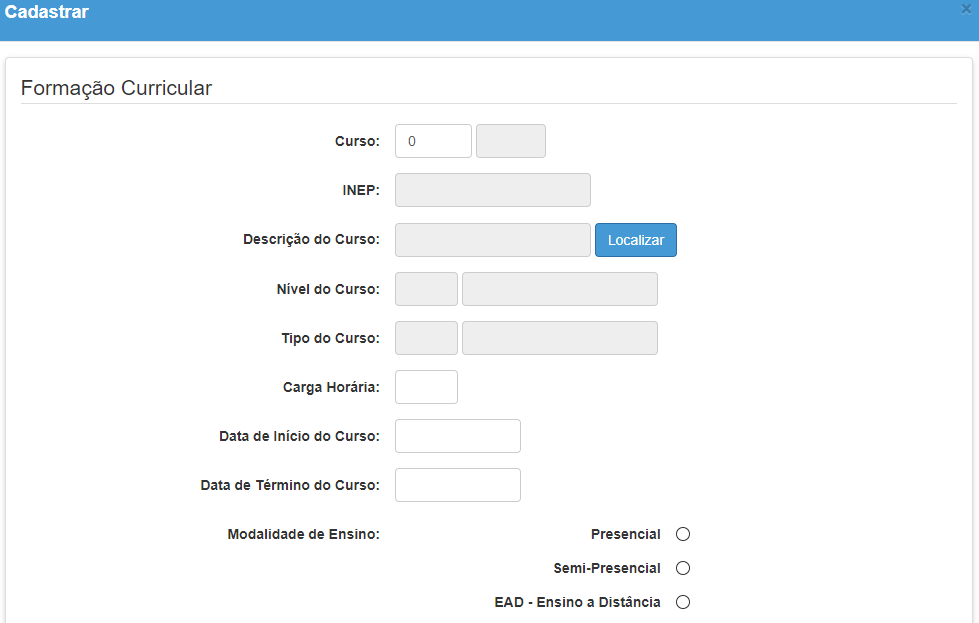 Cadastrar ×
Formação Curricular
Curso: 0
INEP:
Descrição do Curso: Localizar
Nível do Curso:
Tipo do Curso:
Carga Horária:
Data de Início do Curso:
Data de Término do Curso:
Modalidade de Ensino: Presencial
Semi-Presencial
EAD - Ensino a Distância